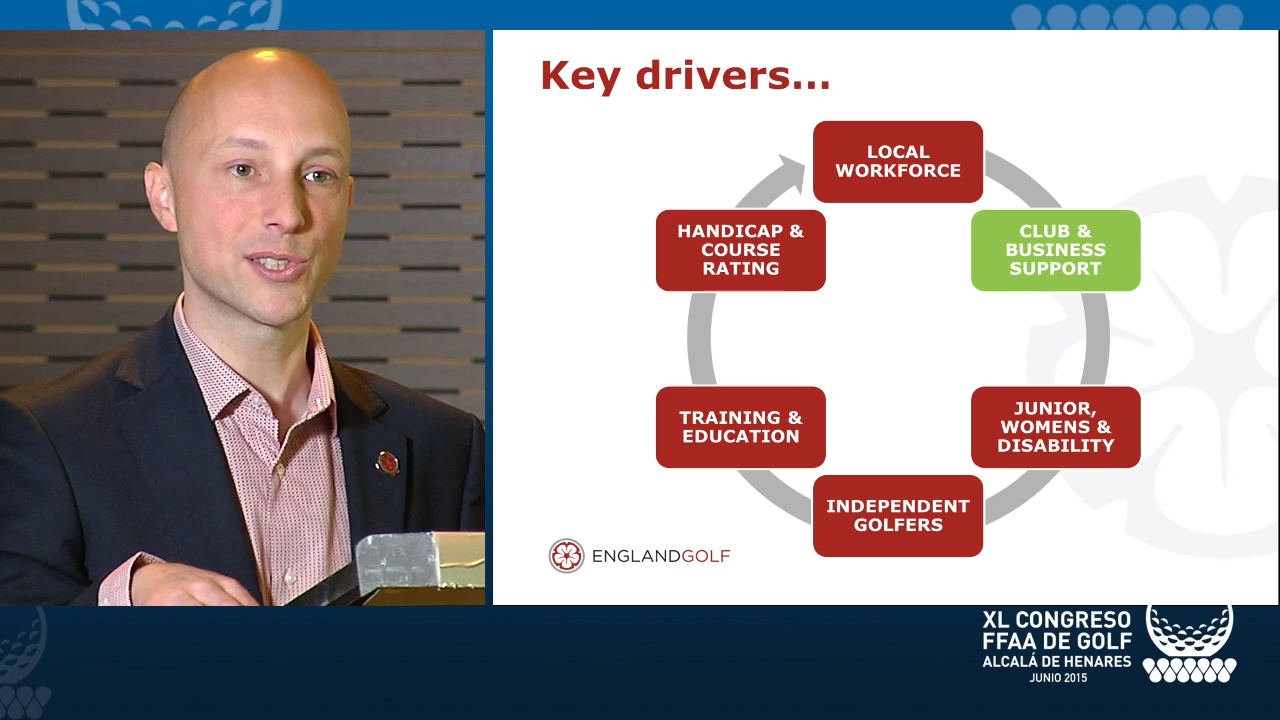 Key drivers...
LOCAL
WORKFORCE
CLUB &
BUSINESS
SUPPORT
JUNIOR,
WOMENS &
DISABILITY
INDEPENDENT
GOLFERS
TRAINING &
EDUCATION
HANDICAP &
COURSE
RATING
ENGLANDGOLF
XL CONGRESO
FFAA DE GOLF
ALCALÁ DE HENARES
JUNIO 2015